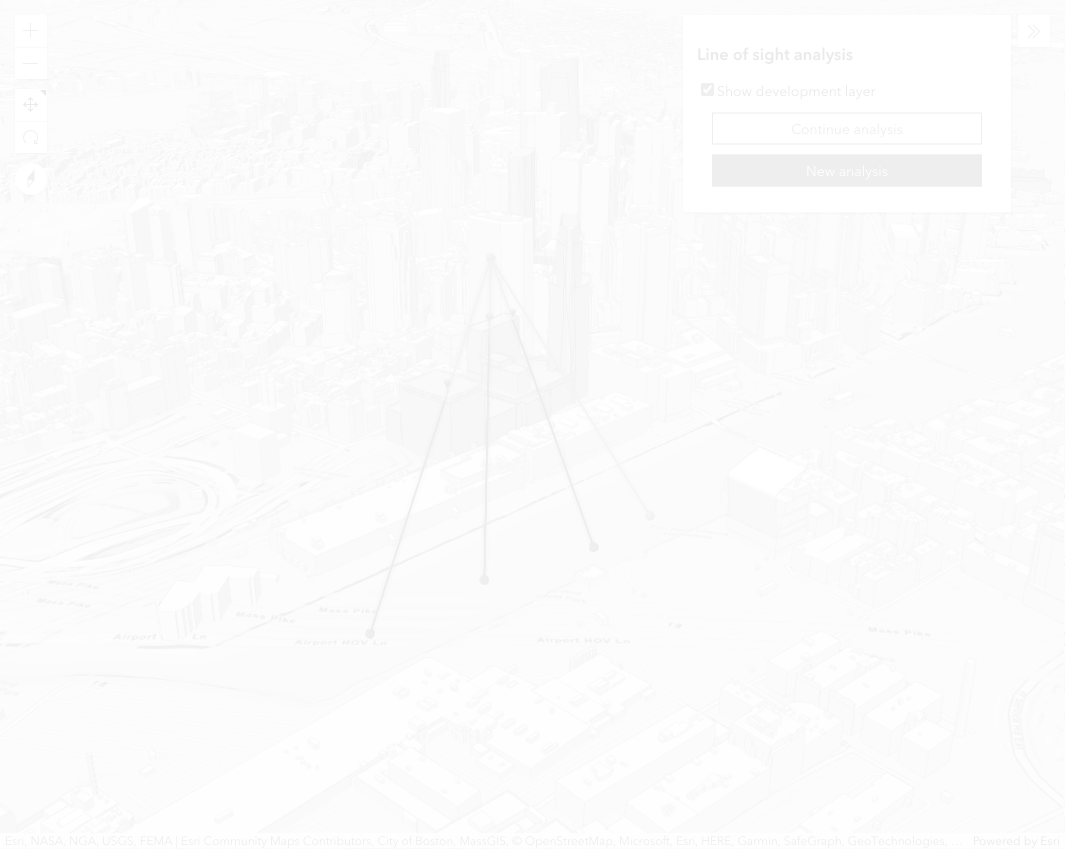 Line of sight analysis
Show development layer
Continue analysis
New analysis
Mass Pike
Mass Pike
Mass Pike
Mass Pike
Airport
Ln
Airport HOV Ln
Airport HOV Ln
Mass Pike
Esri, NASA, NGA, USGS, FEMA | Esri Community Maps Contributors, City of Boston, MassGIS, © OpenStreetMap, Microsoft, Esri, HERE, Garmin, SafeGraph, GeoTechnologies,
Powered by Esri